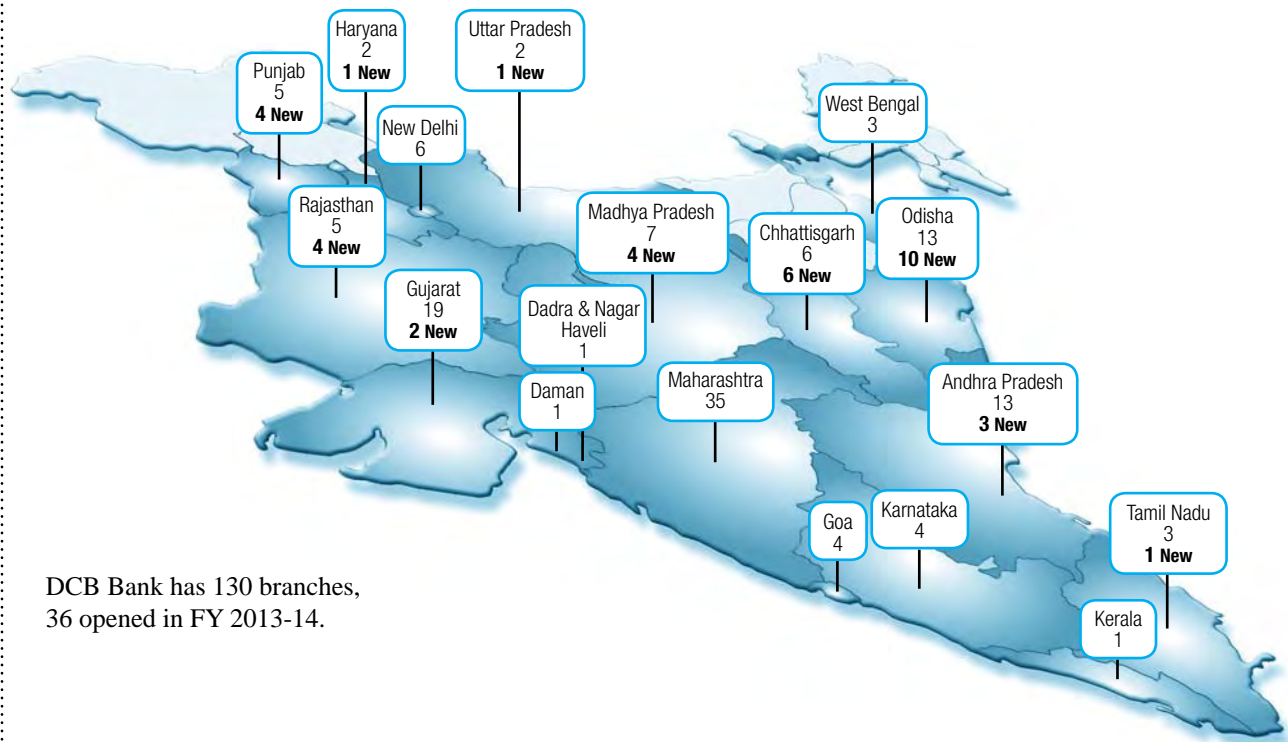 Haryana
2
1 New
Uttar Pradesh
2
1 New
Punjab
5
4 New
New Delhi
6
West Bengal
3
Rajasthan
5
4 New
Madhya Pradesh
7
4 New
Chhattisgarh
6
6 New
Odisha
13
10 New
Gujarat
19
2 New
Dadra & Nagar
Haveli
1
Daman
1
Maharashtra
35
Andhra Pradesh
13
3 New
Goa
4
Karnataka
4
Tamil Nadu
3
1 New
Kerala
1
DCB Bank has 130 branches,
36 opened in FY 2013-14.